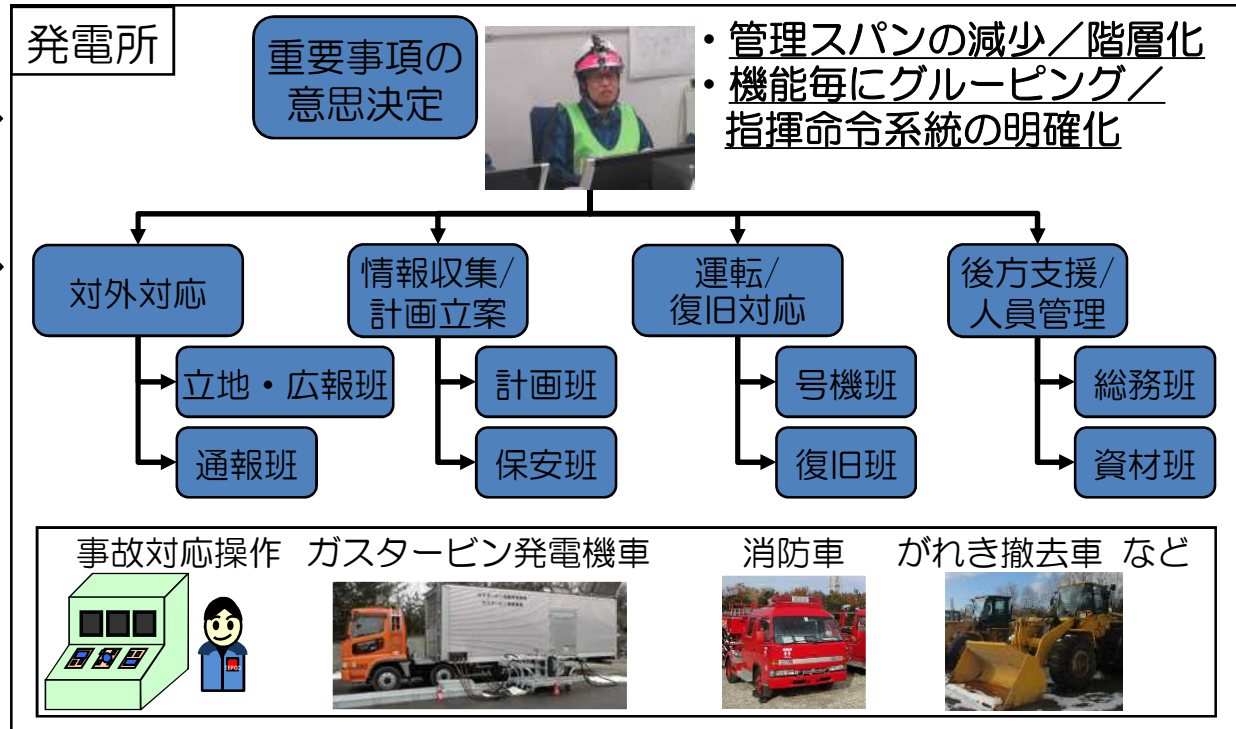 発電所
重要事項の
意思決定
・管理スパンの減少／階層化
・機能毎にグルーピング／
指揮命令系統の明確化
対外対応
情報収集/
計画立案
運転/
復旧対応
後方支援/
人員管理
立地・広報班
計画班
号機班
総務班
通報班
保安班
復旧班
資材班
事故対応操作
ガスタービン発電機車
消防車
がれき撤去車 など
TEPCO